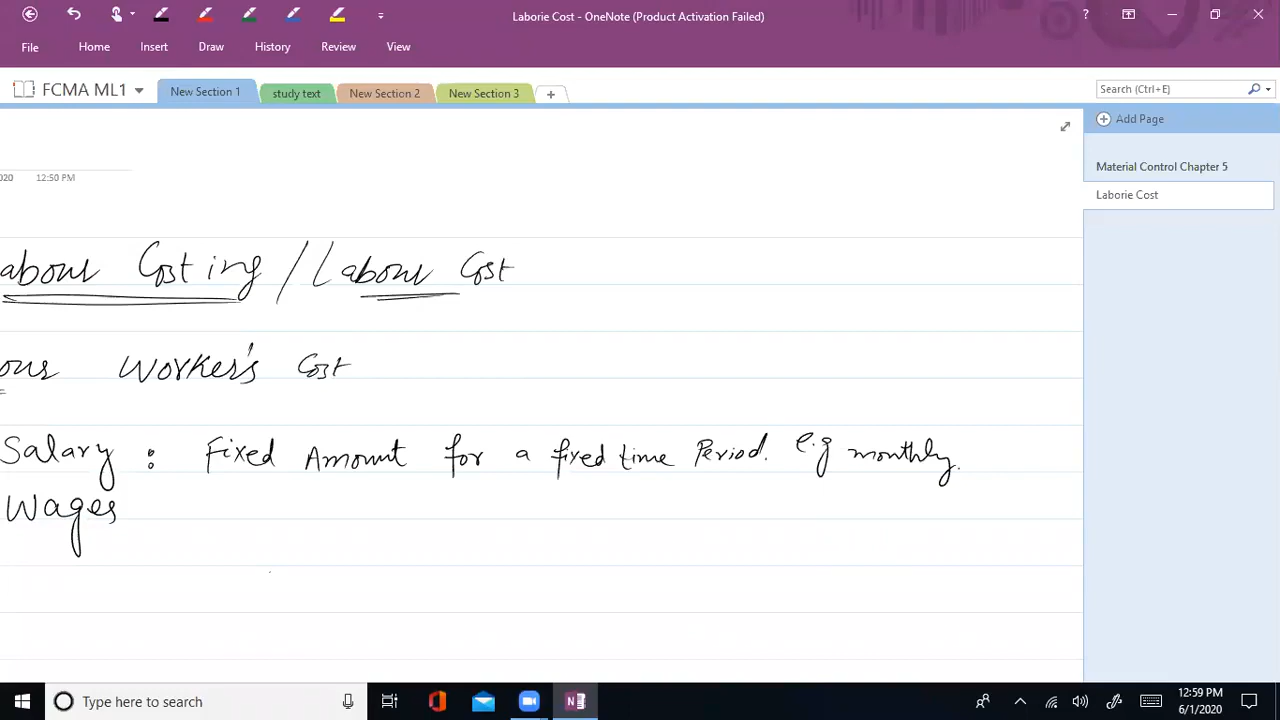 Laborie Cost - OneNote (Product Activation Failed)
?
File Home Insert Draw History Review View
FCMA ML1 New Section 1 study text New Section 2 New Section 3
Search (Ctrl+E)
Add Page
Material Control Chapter 5
Laborie Cost
020 12:50 PM
abour Costing / Labour Cost
our Worker's Cost
Salary : Fixed Amount for a fixed time Period. e.g monthly.
Wages
Type here to search
12:59 PM
6/1/2020